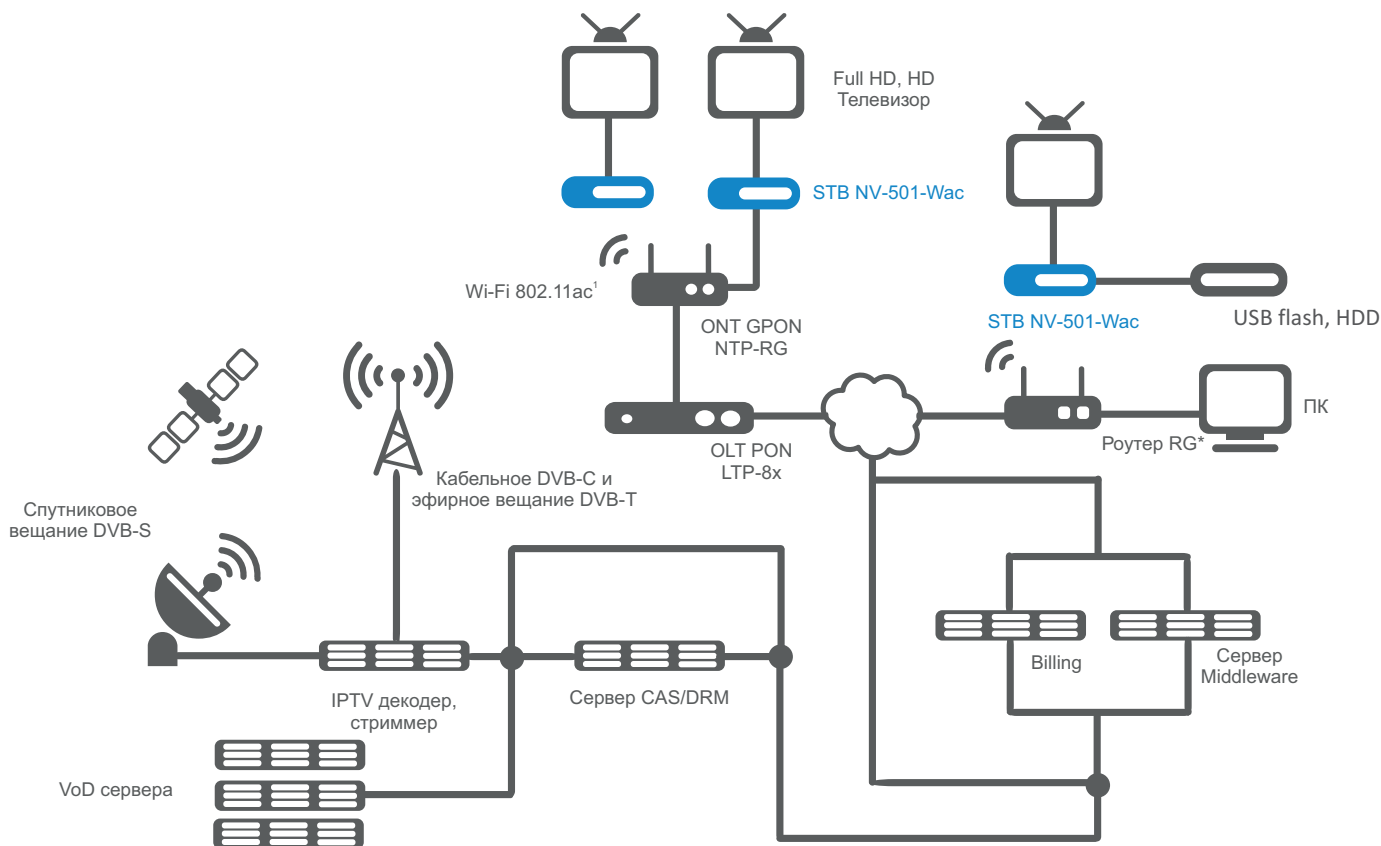 Full HD, HD
Телевизор
STB NV-501-Wac
Wi-Fi 802.11ac¹
ONT GPON
NTP-RG
STB NV-501-Wac
USB flash, HDD
ПК
Роутер RG*
OLT PON
LTP-8x
Кабельное DVB-C и
эфирное вещание DVB-T
Спутниковое
вещание DVB-S
Billing
Сервер
Middleware
IPTV декодер,
стриммер
Сервер CAS/DRM
VoD сервера